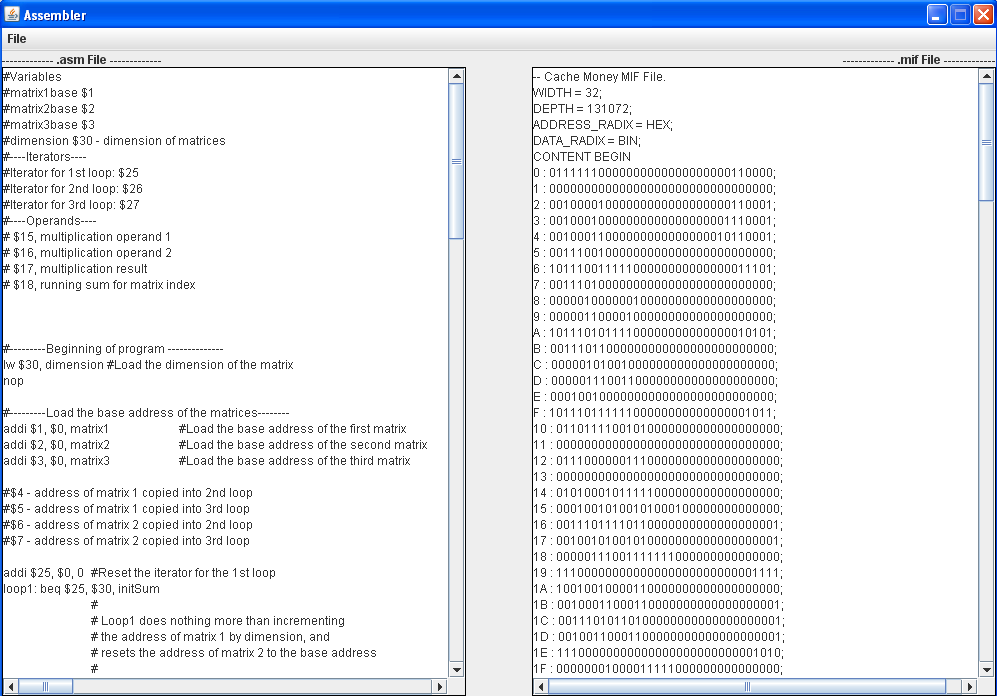 Assembler
File
------------- .asm File -------------
------------- .mif File -------------
#Variables
#matrix1base $1
#matrix2base $2
#matrix3base $3
#dimension $30 - dimension of matrices
#----Iterators----
#Iterator for 1st loop: $25
#Iterator for 2nd loop: $26
#Iterator for 3rd loop: $27
#----Operands----
# $15, multiplication operand 1
# $16, multiplication operand 2
# $17, multiplication result
# $18, running sum for matrix index
#---------Beginning of program -------------
lw $30, dimension #Load the dimension of the matrix
nop
#---------Load the base address of the matrices--------
addi $1, $0, matrix1 #Load the base address of the first matrix
addi $2, $0, matrix2 #Load the base address of the second matrix
addi $3, $0, matrix3 #Load the base address of the third matrix
#$4 - address of matrix 1 copied into 2nd loop
#$5 - address of matrix 1 copied into 3rd loop
#$6 - address of matrix 2 copied into 2nd loop
#$7 - address of matrix 2 copied into 3rd loop
addi $25, $0, 0 #Reset the iterator for the 1st loop
loop1: beq $25, $30, initSum
#
# Loop1 does nothing more than incrementing
# the address of matrix 1 by dimension, and
# resets the address of matrix 2 to the base address
#
-- Cache Money MIF File.
WIDTH = 32;
DEPTH = 131072;
ADDRESS_RADIX = HEX;
DATA_RADIX = BIN;
CONTENT BEGIN
0 : 01111110000000000000000000110000;
1 : 00000000000000000000000000000000;
2 : 00100001000000000000000000110001;
3 : 00100010000000000000000001110001;
4 : 00100011000000000000000010110001;
5 : 00111001000000000000000000000000;
6 : 10111001111100000000000000011101;
7 : 00111010000000000000000000000000;
8 : 00000100000010000000000000000000;
9 : 00000110000100000000000000000000;
A : 10111010111100000000000000010101;
B : 00111011000000000000000000000000;
C : 00000101001000000000000000000000;
D : 00000111001100000000000000000000;
E : 00010010000000000000000000000000;
F : 10111011111100000000000000001011;
10 : 01101111001010000000000000000000;
11 : 00000000000000000000000000000000;
12 : 01110000001110000000000000000000;
13 : 00000000000000000000000000000000;
14 : 01010001011111000000000000000000;
15 : 00010010100101000100000000000000;
16 : 00111011110110000000000000000001;
17 : 00100101001010000000000000000001;
18 : 00000111001111111000000000000000;
19 : 11100000000000000000000000001111;
1A : 10010010000110000000000000000000;
1B : 00100011000110000000000000000001;
1C : 00111010110100000000000000000001;
1D : 00100110001100000000000000000001;
1E : 11100000000000000000000000001010;
1F : 00000001000011111000000000000000;